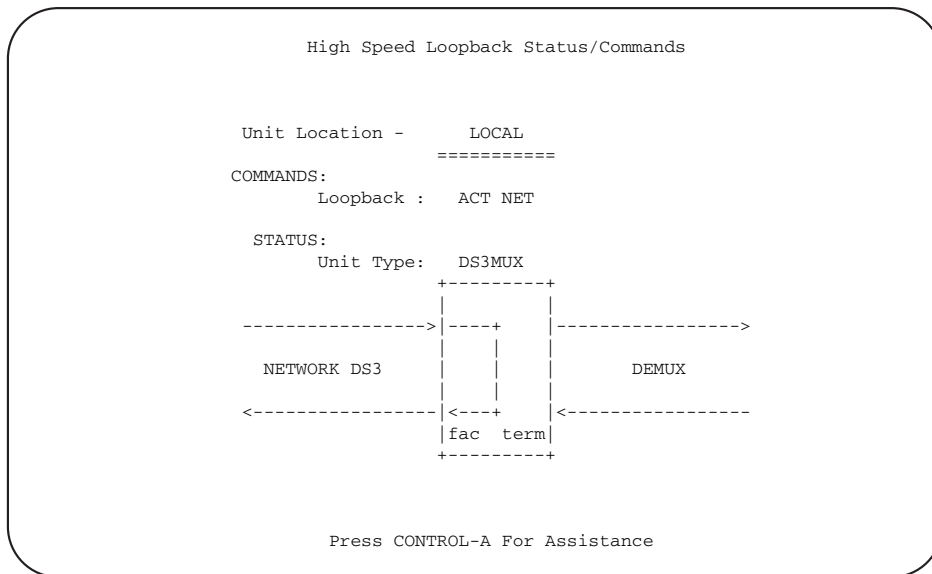 High Speed Loopback Status/Commands
Unit Location -      LOCAL
===========
COMMANDS:
Loopback :   ACT NET
STATUS:
Unit Type:   DS3MUX
+---------+
|         |
----------------->|----+    |----------------->
|    |    |
NETWORK DS3     |    |    |       DEMUX
|    |    |
<-----------------|<---+    |<-----------------
|fac  term|
+---------+
Press CONTROL-A For Assistance